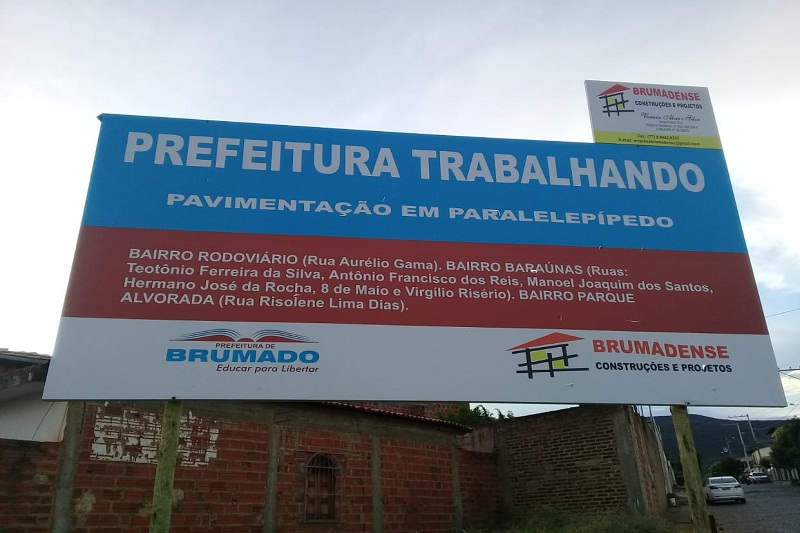 BRUMADENSE
CONSTRUÇÕES E PROJETOS
PREFEITURA TRABALHANDO
PAVIMENTAÇÃO EM PARALELEPÍPEDO
BAIRRO RODOVIÁRIO (Rua Aurélio Gama). BAIRRO BARAÚNAS (Ruas:
Teotônio Ferreira da Silva, Antônio Francisco dos Reis, Manoel Joaquim dos Santos,
Hermano José da Rocha, 8 de Maio e Virgilio Risério). BAIRRO PARQUE
ALVORADA (Rua Risolene Lima Dias).
PREFEITURA DE
BRUMADO
Educar para Libertar
BRUMADENSE
CONSTRUÇÕES E PROJETOS